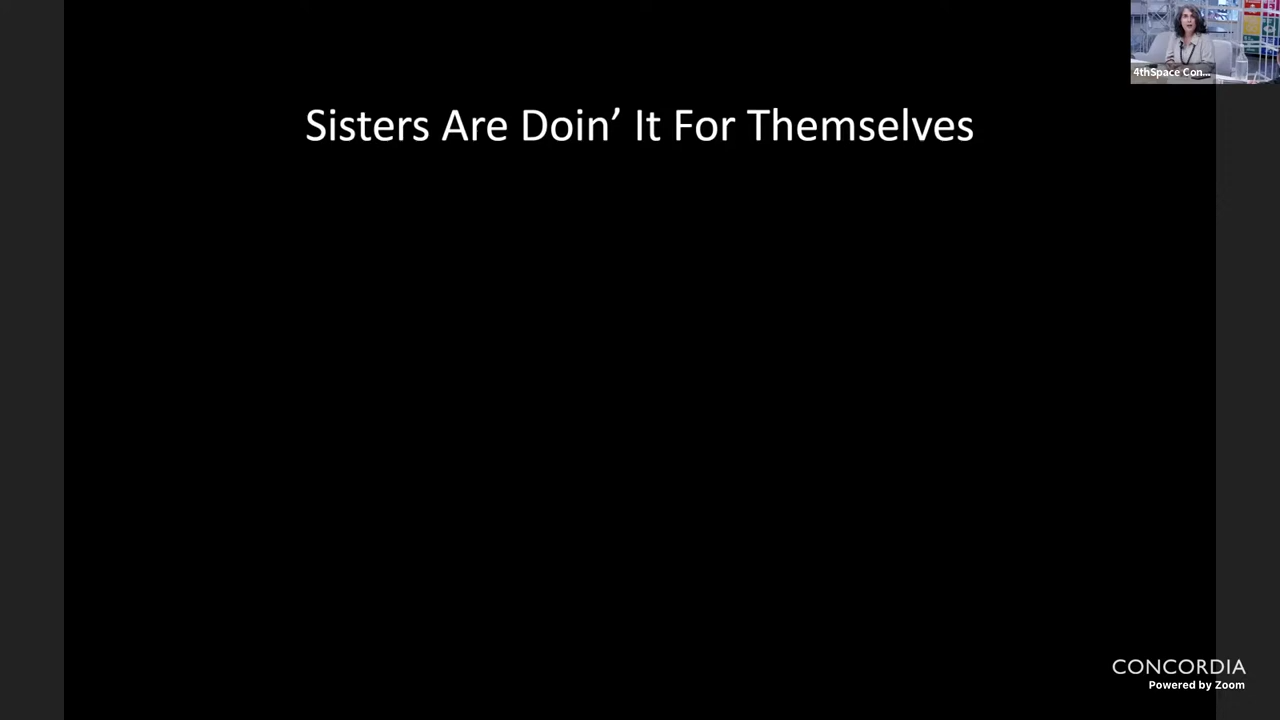 4thSpace Con...
Sisters Are Doin’ It For Themselves
CONCORDIA
Powered by Zoom